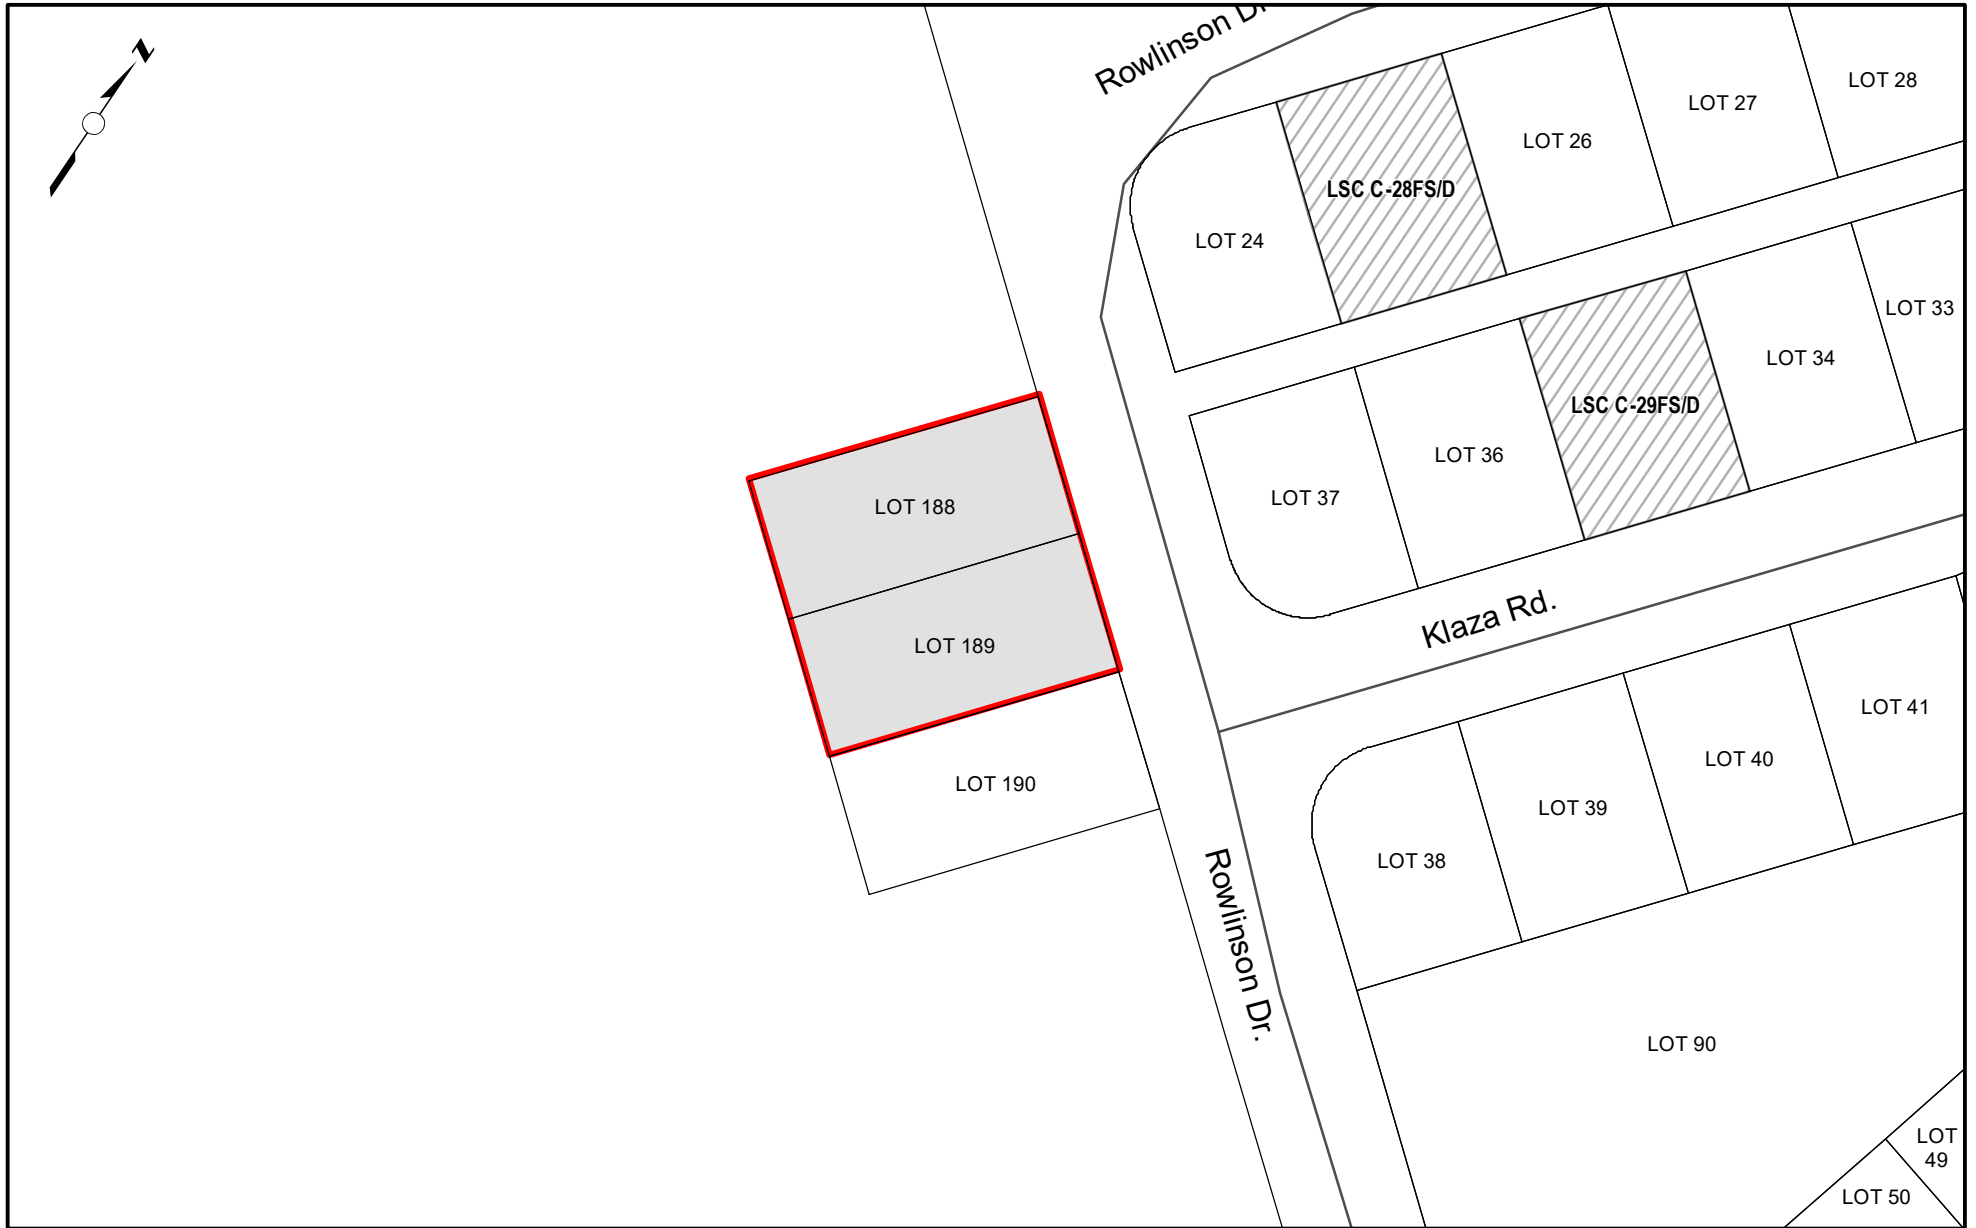 N
Rowlinson Dr.
LOT 28
LOT 27
LOT 26
LSC C-28FS/D
LOT 24
LOT 33
LOT 34
LSC C-29FS/D
LOT 36
LOT 37
LOT 188
LOT 189
LOT 190
Klaza Rd.
LOT 41
LOT 40
LOT 39
LOT 38
Rowlinson Dr.
LOT 90
LOT
49
LOT 50